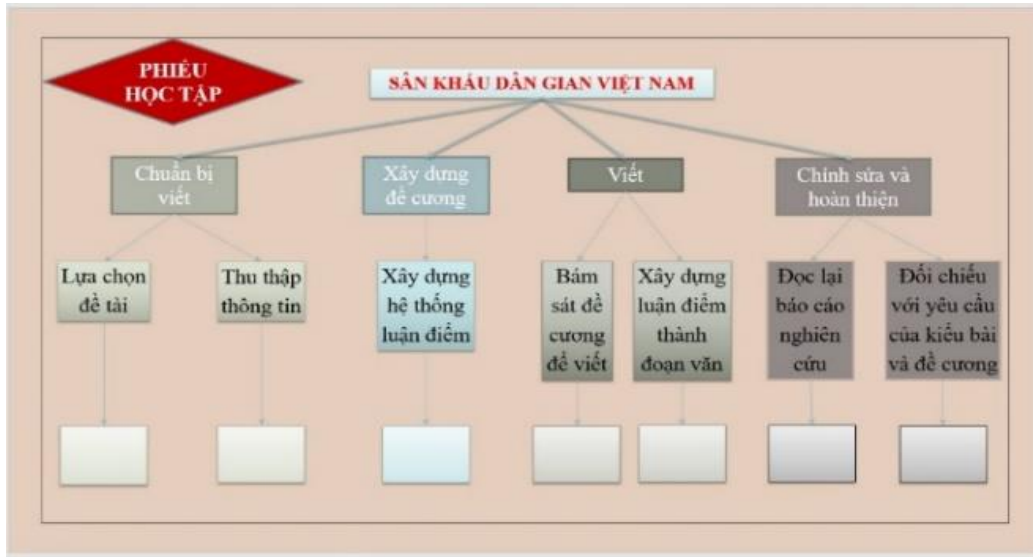 PHIẾU
HỌC TẬP
SÂN KHẤU DÂN GIAN VIỆT NAM
Chuẩn bị
viết
Xây dựng
đề cương
Viết
Chỉnh sửa và
hoàn thiện
Lựa chọn
đề tài
Thu thập
thông tin
Xây dựng
hệ thống
luận điểm
Bám
sát đề
cương
để viết
Xây dựng
luận điểm
thành
đoạn văn
Đọc lại
báo cáo
nghiên
cứu
Đối chiếu
với yêu cầu
của kiểu bài
và đề cương